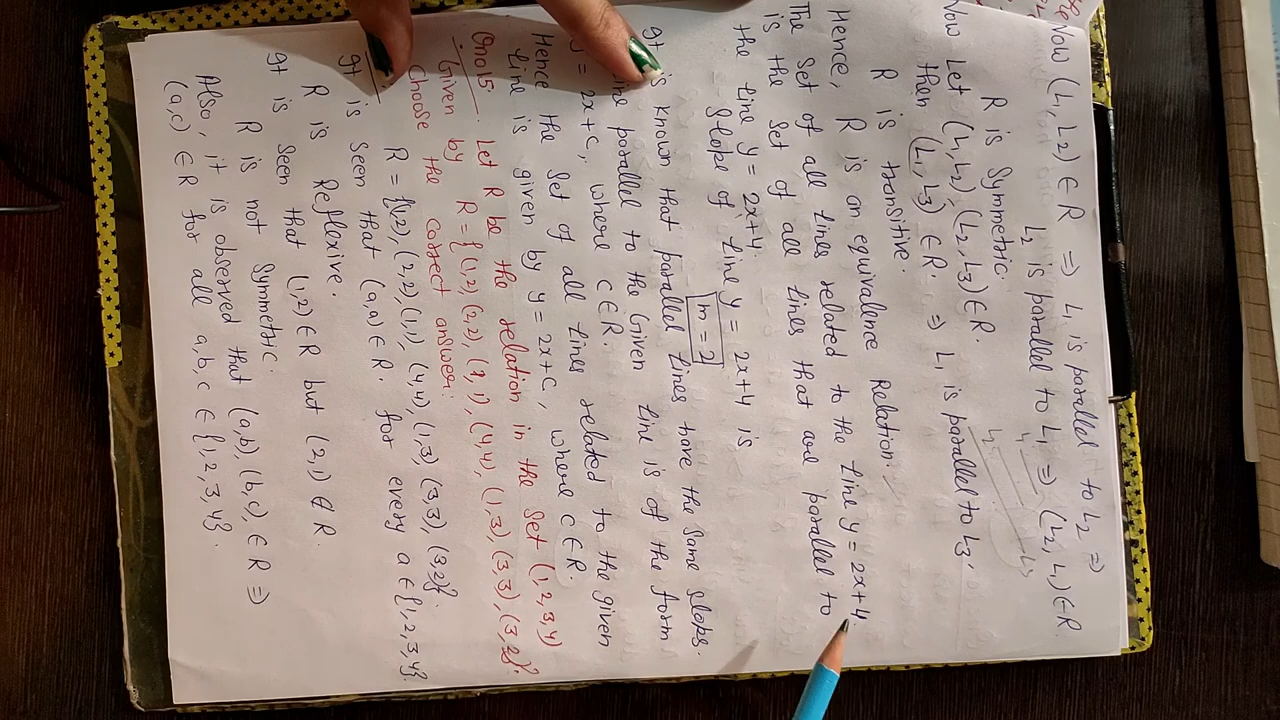 Now (L₁, L₂) ∈ R ⇒ L₁ is parallel to L₂ ⇒
L₂ is parallel to L₁ ⇒ (L₂, L₁) ∈ R.
R is Symmetric.
Now Let (L₁, L₂), (L₂, L₃) ∈ R.
then (L₁, L₃) ∈ R. ⇒ L₁ is parallel to L₃.
R is transitive.
Hence, R is an equivalence Relation.
The Set of all lines related to the line y = 2x+4.
is the Set of all lines that are parallel to
the line y = 2x+4.
Slope of line y = 2x+4 is
m = 2
It is known that parallel lines have the same slops.
line parallel to the Given line is of the form
y = 2x+c, where c ∈ R.
Hence the Set of all lines related to the given
line is given by y = 2x+c, where c ∈ R.
Qno15. Let R be the relation in the Set (1,2,3,4)
Given by R = {(1,2) (2,2), (1,1), (4,4), (1,3), (3,3), (3,2)}.
Choose the correct answer:
R = {(1,2), (2,2), (1,1), (4,4), (1,3) (3,3), (3,2)}.
It is seen that (a,a) ∈ R. for every a ∈ {1,2,3,4}
R is Reflexive.
It is seen that (1,2) ∈ R but (2,1) ∉ R.
R is not Symmetric.
Also, it is observed that (a,b), (b,c), ∈ R ⇒
(a,c) ∈ R for all a, b, c ∈ {1,2,3,4}.